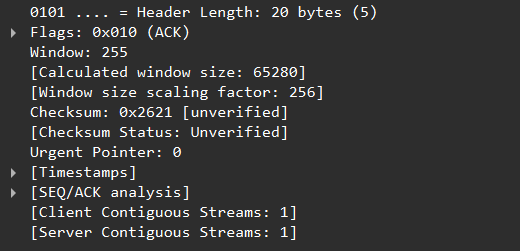 0101 .... = Header Length: 20 bytes (5)
Flags: 0x010 (ACK)
Window: 255
[Calculated window size: 65280]
[Window size scaling factor: 256]
Checksum: 0x2621 [unverified]
[Checksum Status: Unverified]
Urgent Pointer: 0
[Timestamps]
[SEQ/ACK analysis]
[Client Contiguous Streams: 1]
[Server Contiguous Streams: 1]